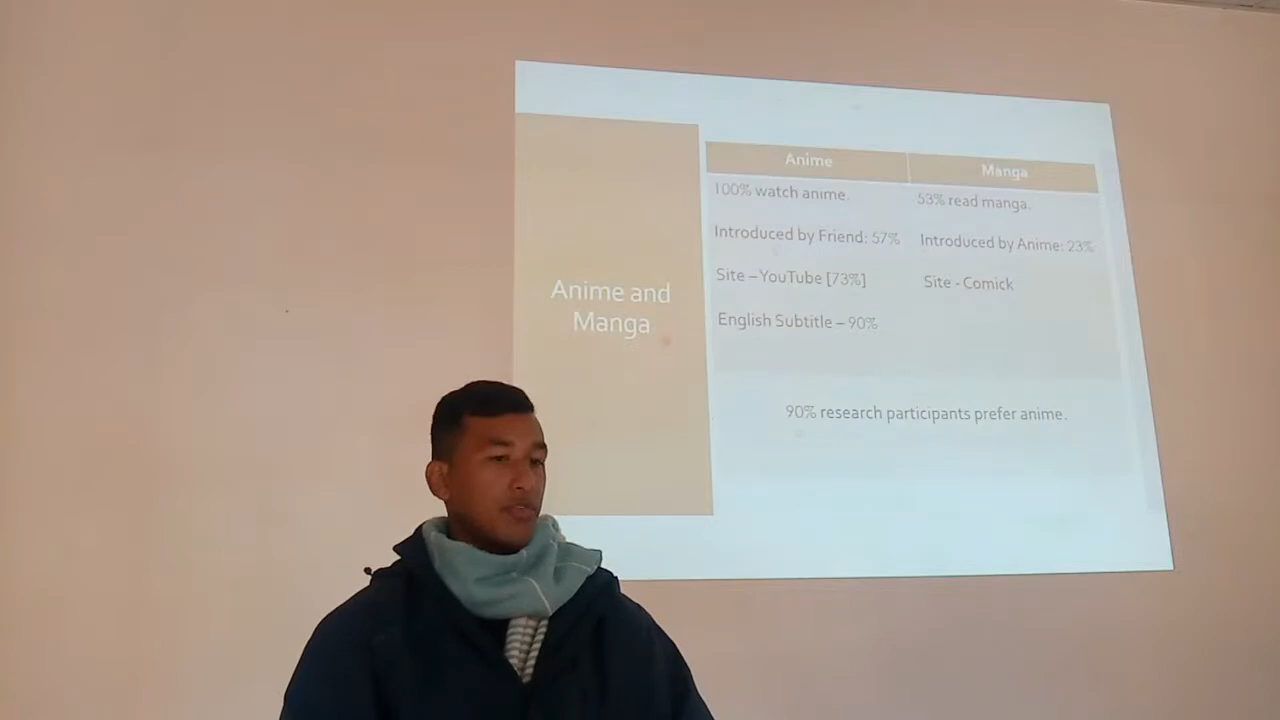 Anime and
Manga
Anime
Manga
100% watch anime.
53% read manga.
Introduced by Friend: 57%
Introduced by Anime: 23%
Site – YouTube [73%]
Site - Comick
English Subtitle – 90%
90% research participants prefer anime.